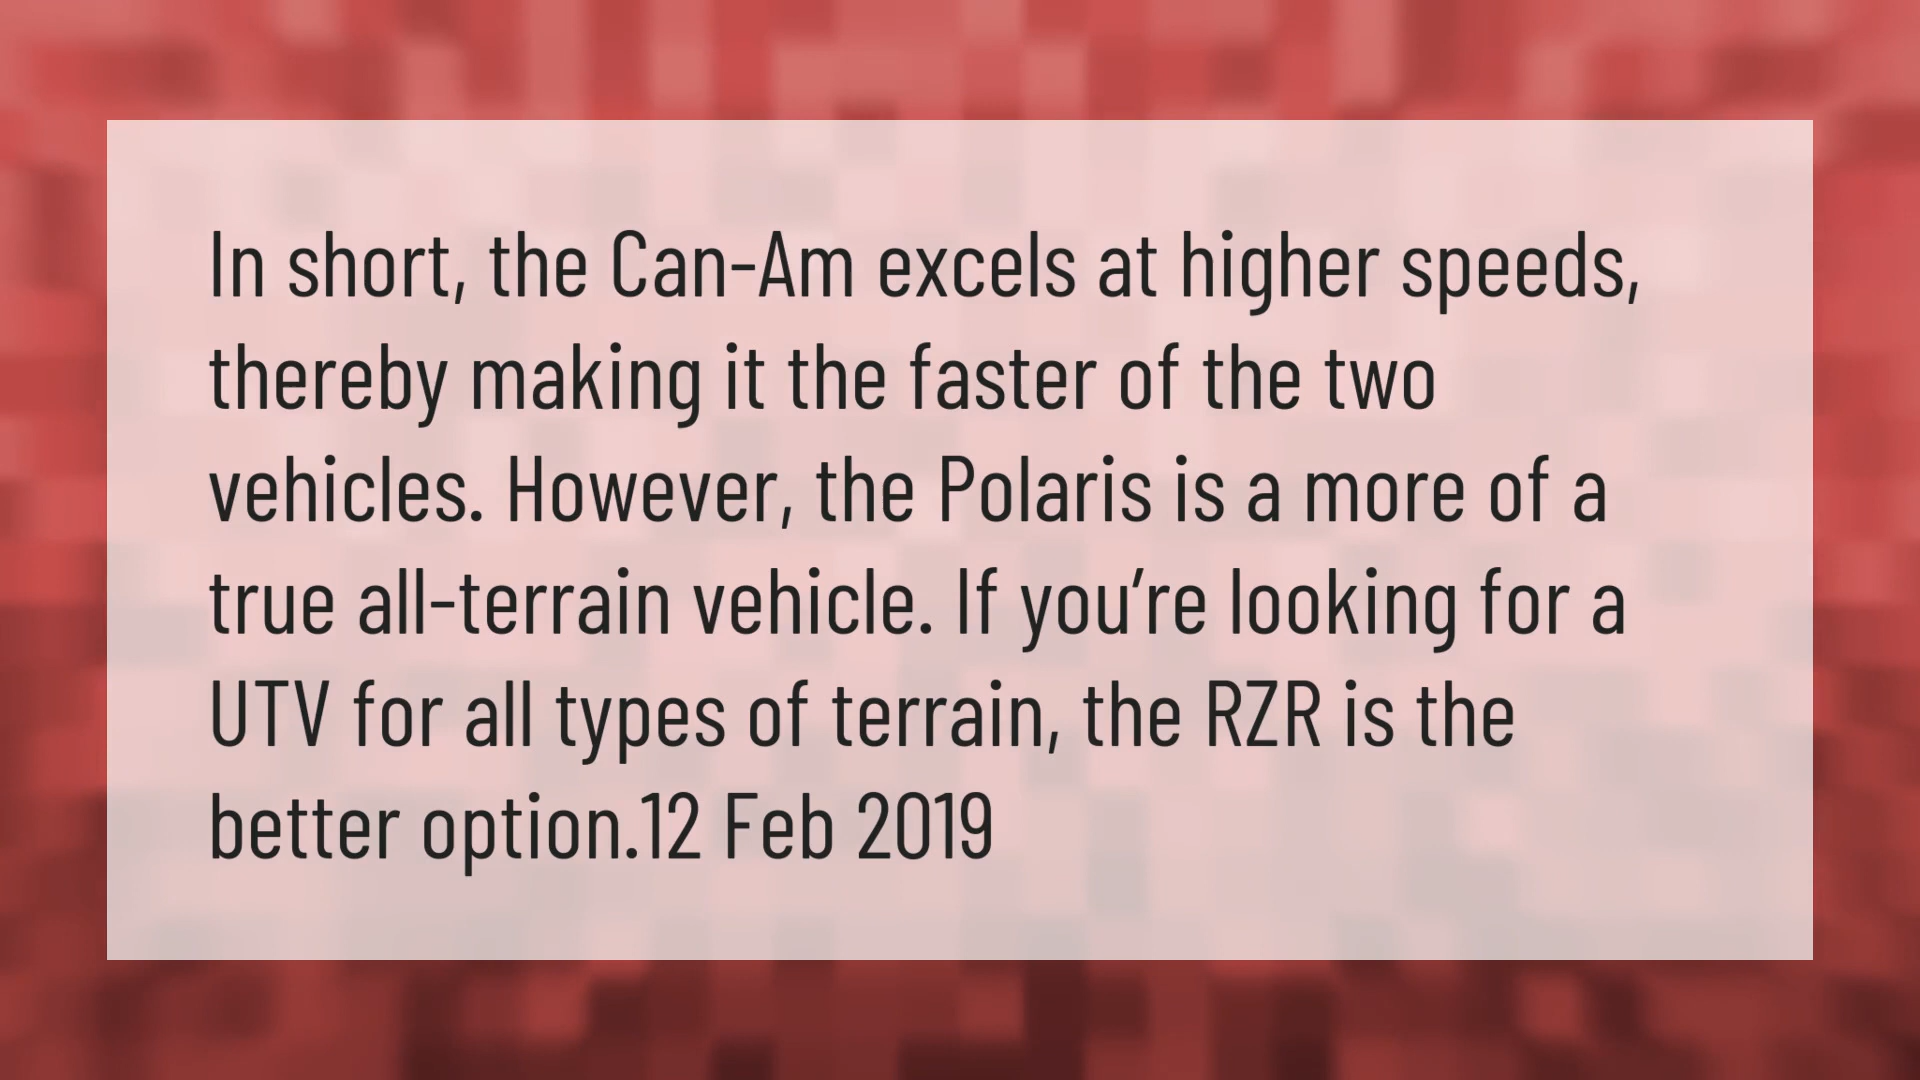 In short, the Can-Am excels at higher speeds,
thereby making it the faster of the two
vehicles. However, the Polaris is a more of a
true all-terrain vehicle. If you’re looking for a
UTV for all types of terrain, the RZR is the
better option.12 Feb 2019